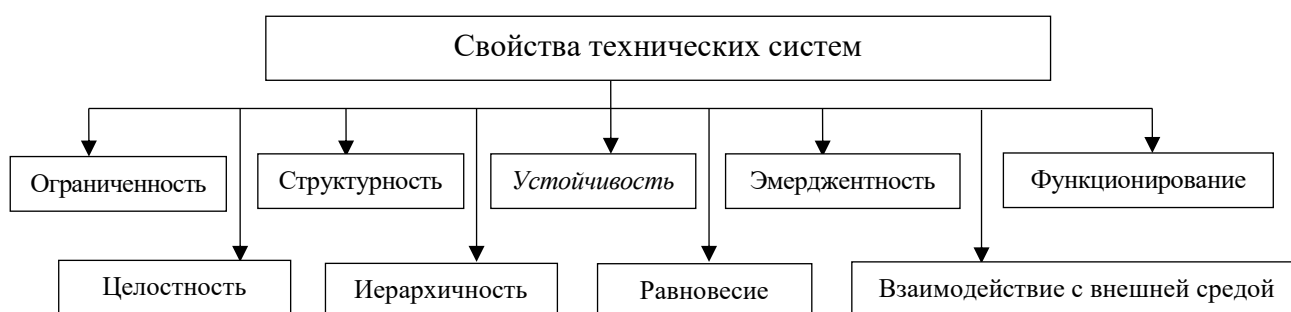 Свойства технических систем
Ограниченность
Структурность
Устойчивость
Эмерджентность
Функционирование
Целостность
Иерархичность
Равновесие
Взаимодействие с внешней средой